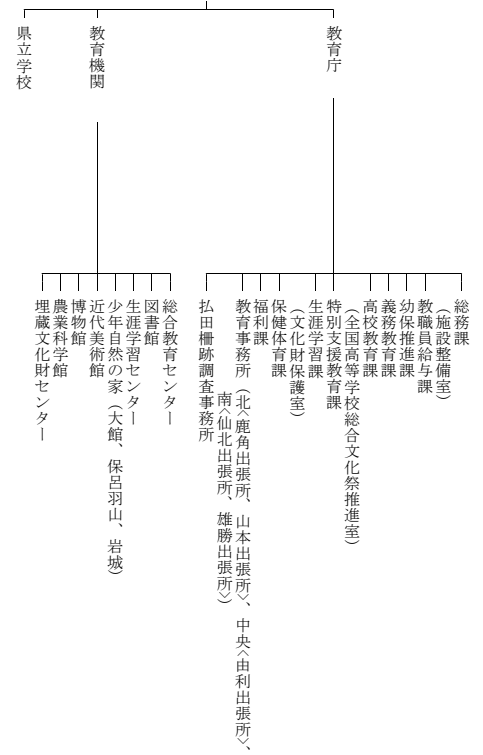 教育庁
総務課
（施設整備室）
教職員給与課
幼保推進課
義務教育課
高校教育課
（全国高等学校総合文化祭推進室）
特別支援教育課
生涯学習課
（文化財保護室）
保健体育課
福利課
教育事務所（北〈鹿角出張所、山本出張所〉、中央〈由利出張所〉、
南〈仙北出張所、雄勝出張所〉）
払田柵跡調査事務所
教育機関
総合教育センター
図書館
生涯学習センター
少年自然の家（大館、保呂羽山、岩城）
近代美術館
博物館
農業科学館
埋蔵文化財センター
県立学校